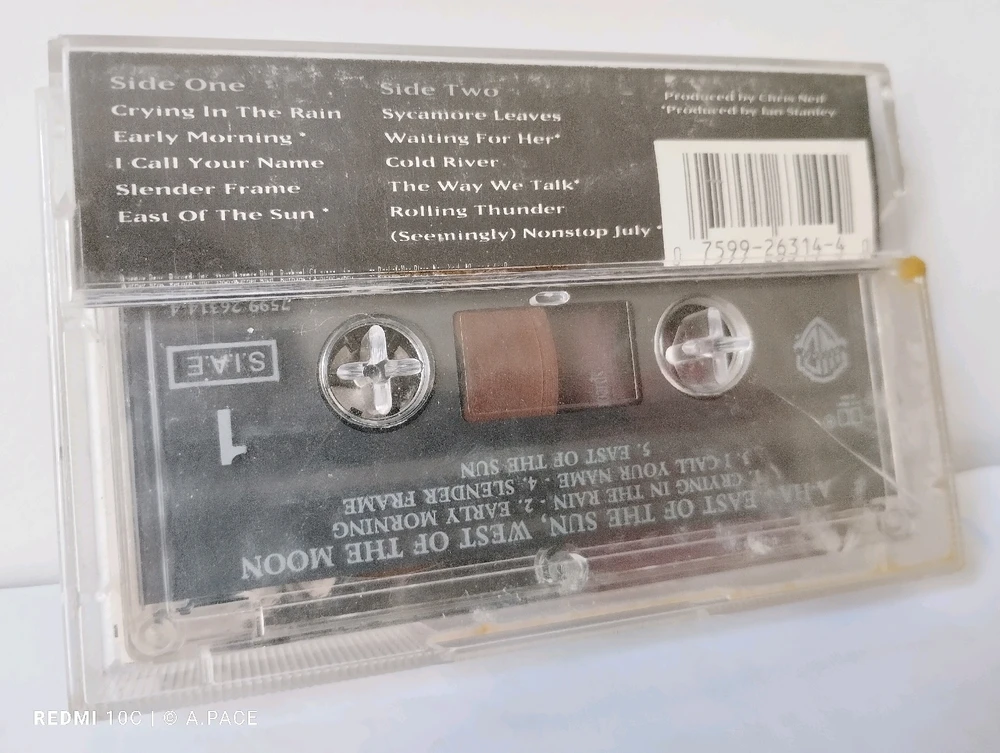 Side One
Crying In The Rain
Early Morning *
I Call Your Name
Slender Frame
East Of The Sun *
Side Two
Sycamore Leaves
Waiting For Her*
Cold River
The Way We Talk*
Rolling Thunder
(Seemingly) Nonstop July *
Produced by Chris Neil
*Produced by Ian Stanley
0 7599-26314-4 0
7599-26314-4
S.I.A.E.
1
A-HA EAST OF THE SUN, WEST OF THE MOON
1. CRYING IN THE RAIN - 2. EARLY MORNING
3. I CALL YOUR NAME - 4. SLENDER FRAME
5. EAST OF THE SUN
REDMI 10C | © A.PACE